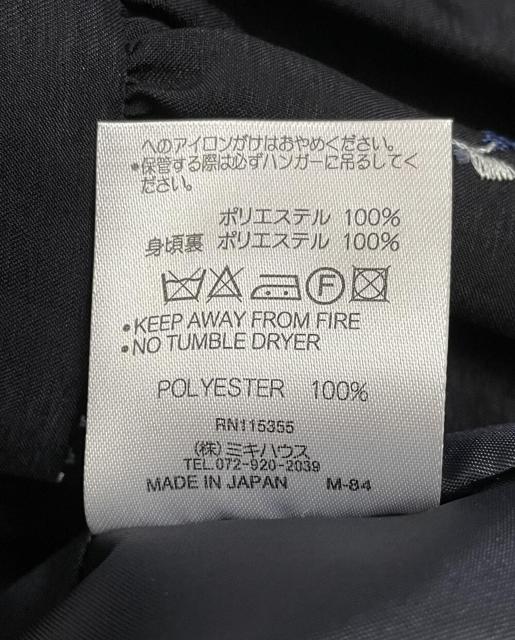 へのアイロンがけはおやめください。
•保管する際は必ずハンガーに吊るしてく
ださい。
ポリエステル 100%
身頃裏 ポリエステル 100%
F
•KEEP AWAY FROM FIRE
•NO TUMBLE DRYER
POLYESTER 100%
RN115355
(株)ミキハウス
TEL.072-920-2039
MADE IN JAPAN M-84